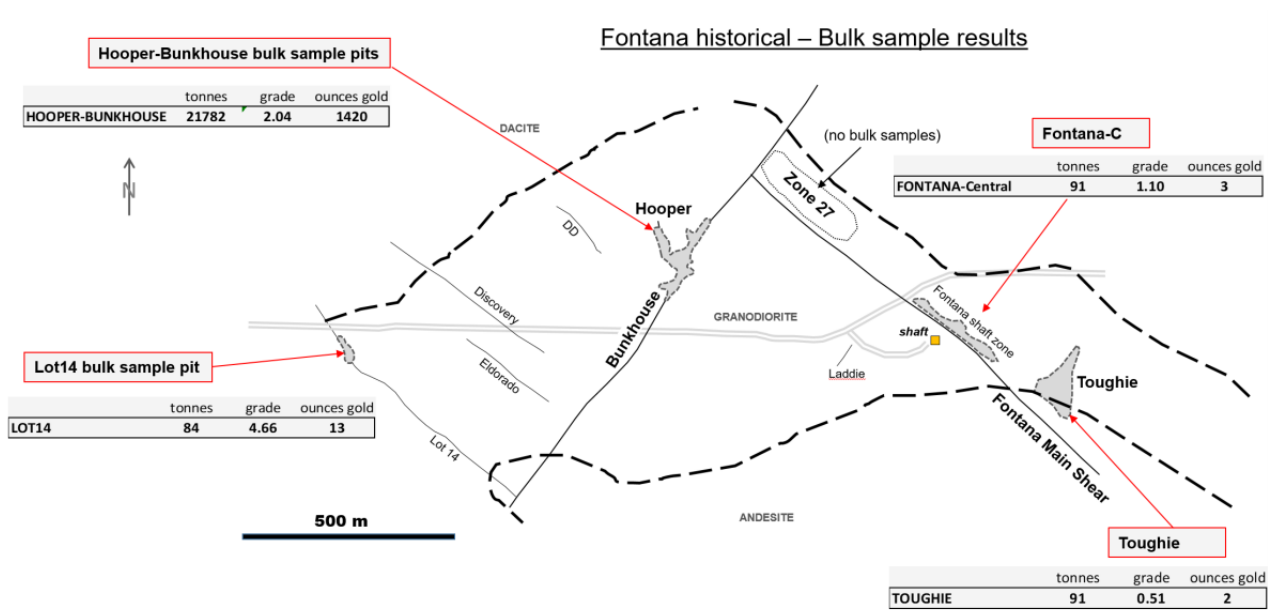 Fontana historical – Bulk sample results
Hooper-Bunkhouse bulk sample pits
tonnes grade ounces gold
HOOPER-BUNKHOUSE 21782 2.04 1420
N
DACITE
(no bulk samples)
Fontana-C
tonnes grade ounces gold
FONTANA-Central 91 1.10 3
Zone 27
Hooper
DD
Discovery
Bunkhouse
GRANODIORITE
Fontana shaft zone
shaft
Laddie
Toughie
Lot14 bulk sample pit
Eldorado
tonnes grade ounces gold
LOT14 84 4.66 13
Lot 14
Fontana Main Shear
500 m
ANDESITE
Toughie
tonnes grade ounces gold
TOUGHIE 91 0.51 2